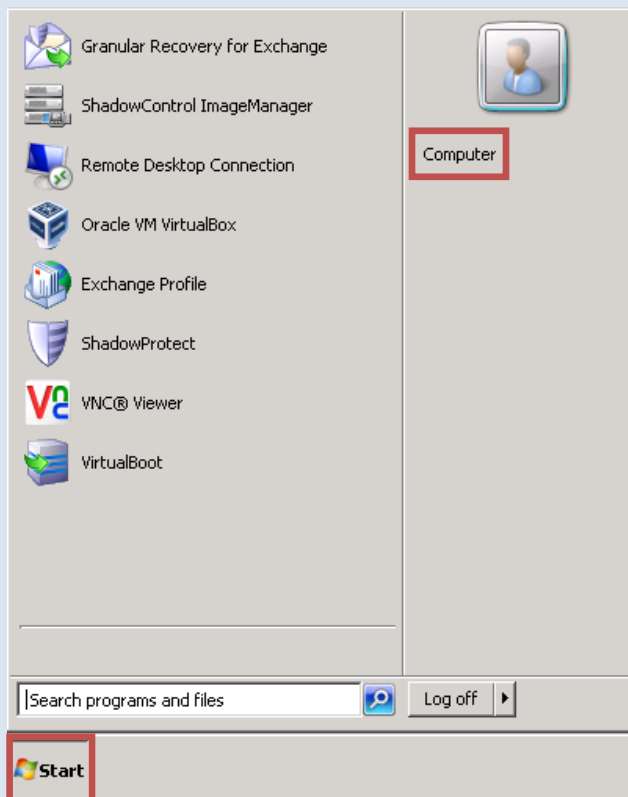 Granular Recovery for Exchange
ShadowControl ImageManager
Remote Desktop Connection
Oracle VM VirtualBox
Exchange Profile
ShadowProtect
VNC® Viewer
VirtualBoot
Computer
Search programs and files
Log off
Start